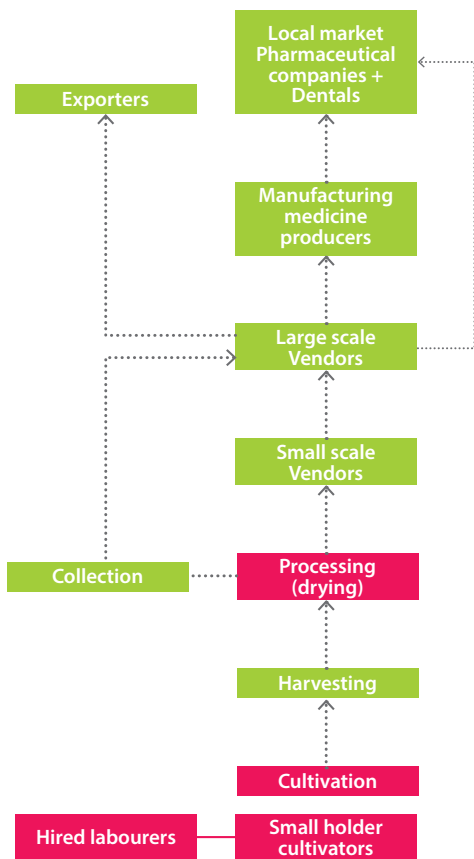 Local market
Pharmaceutical
companies +
Dentals
Exporters
Manufacturing
medicine
producers
Large scale
Vendors
Small scale
Vendors
Collection
Processing
(drying)
Harvesting
Cultivation
Hired labourers
Small holder
cultivators